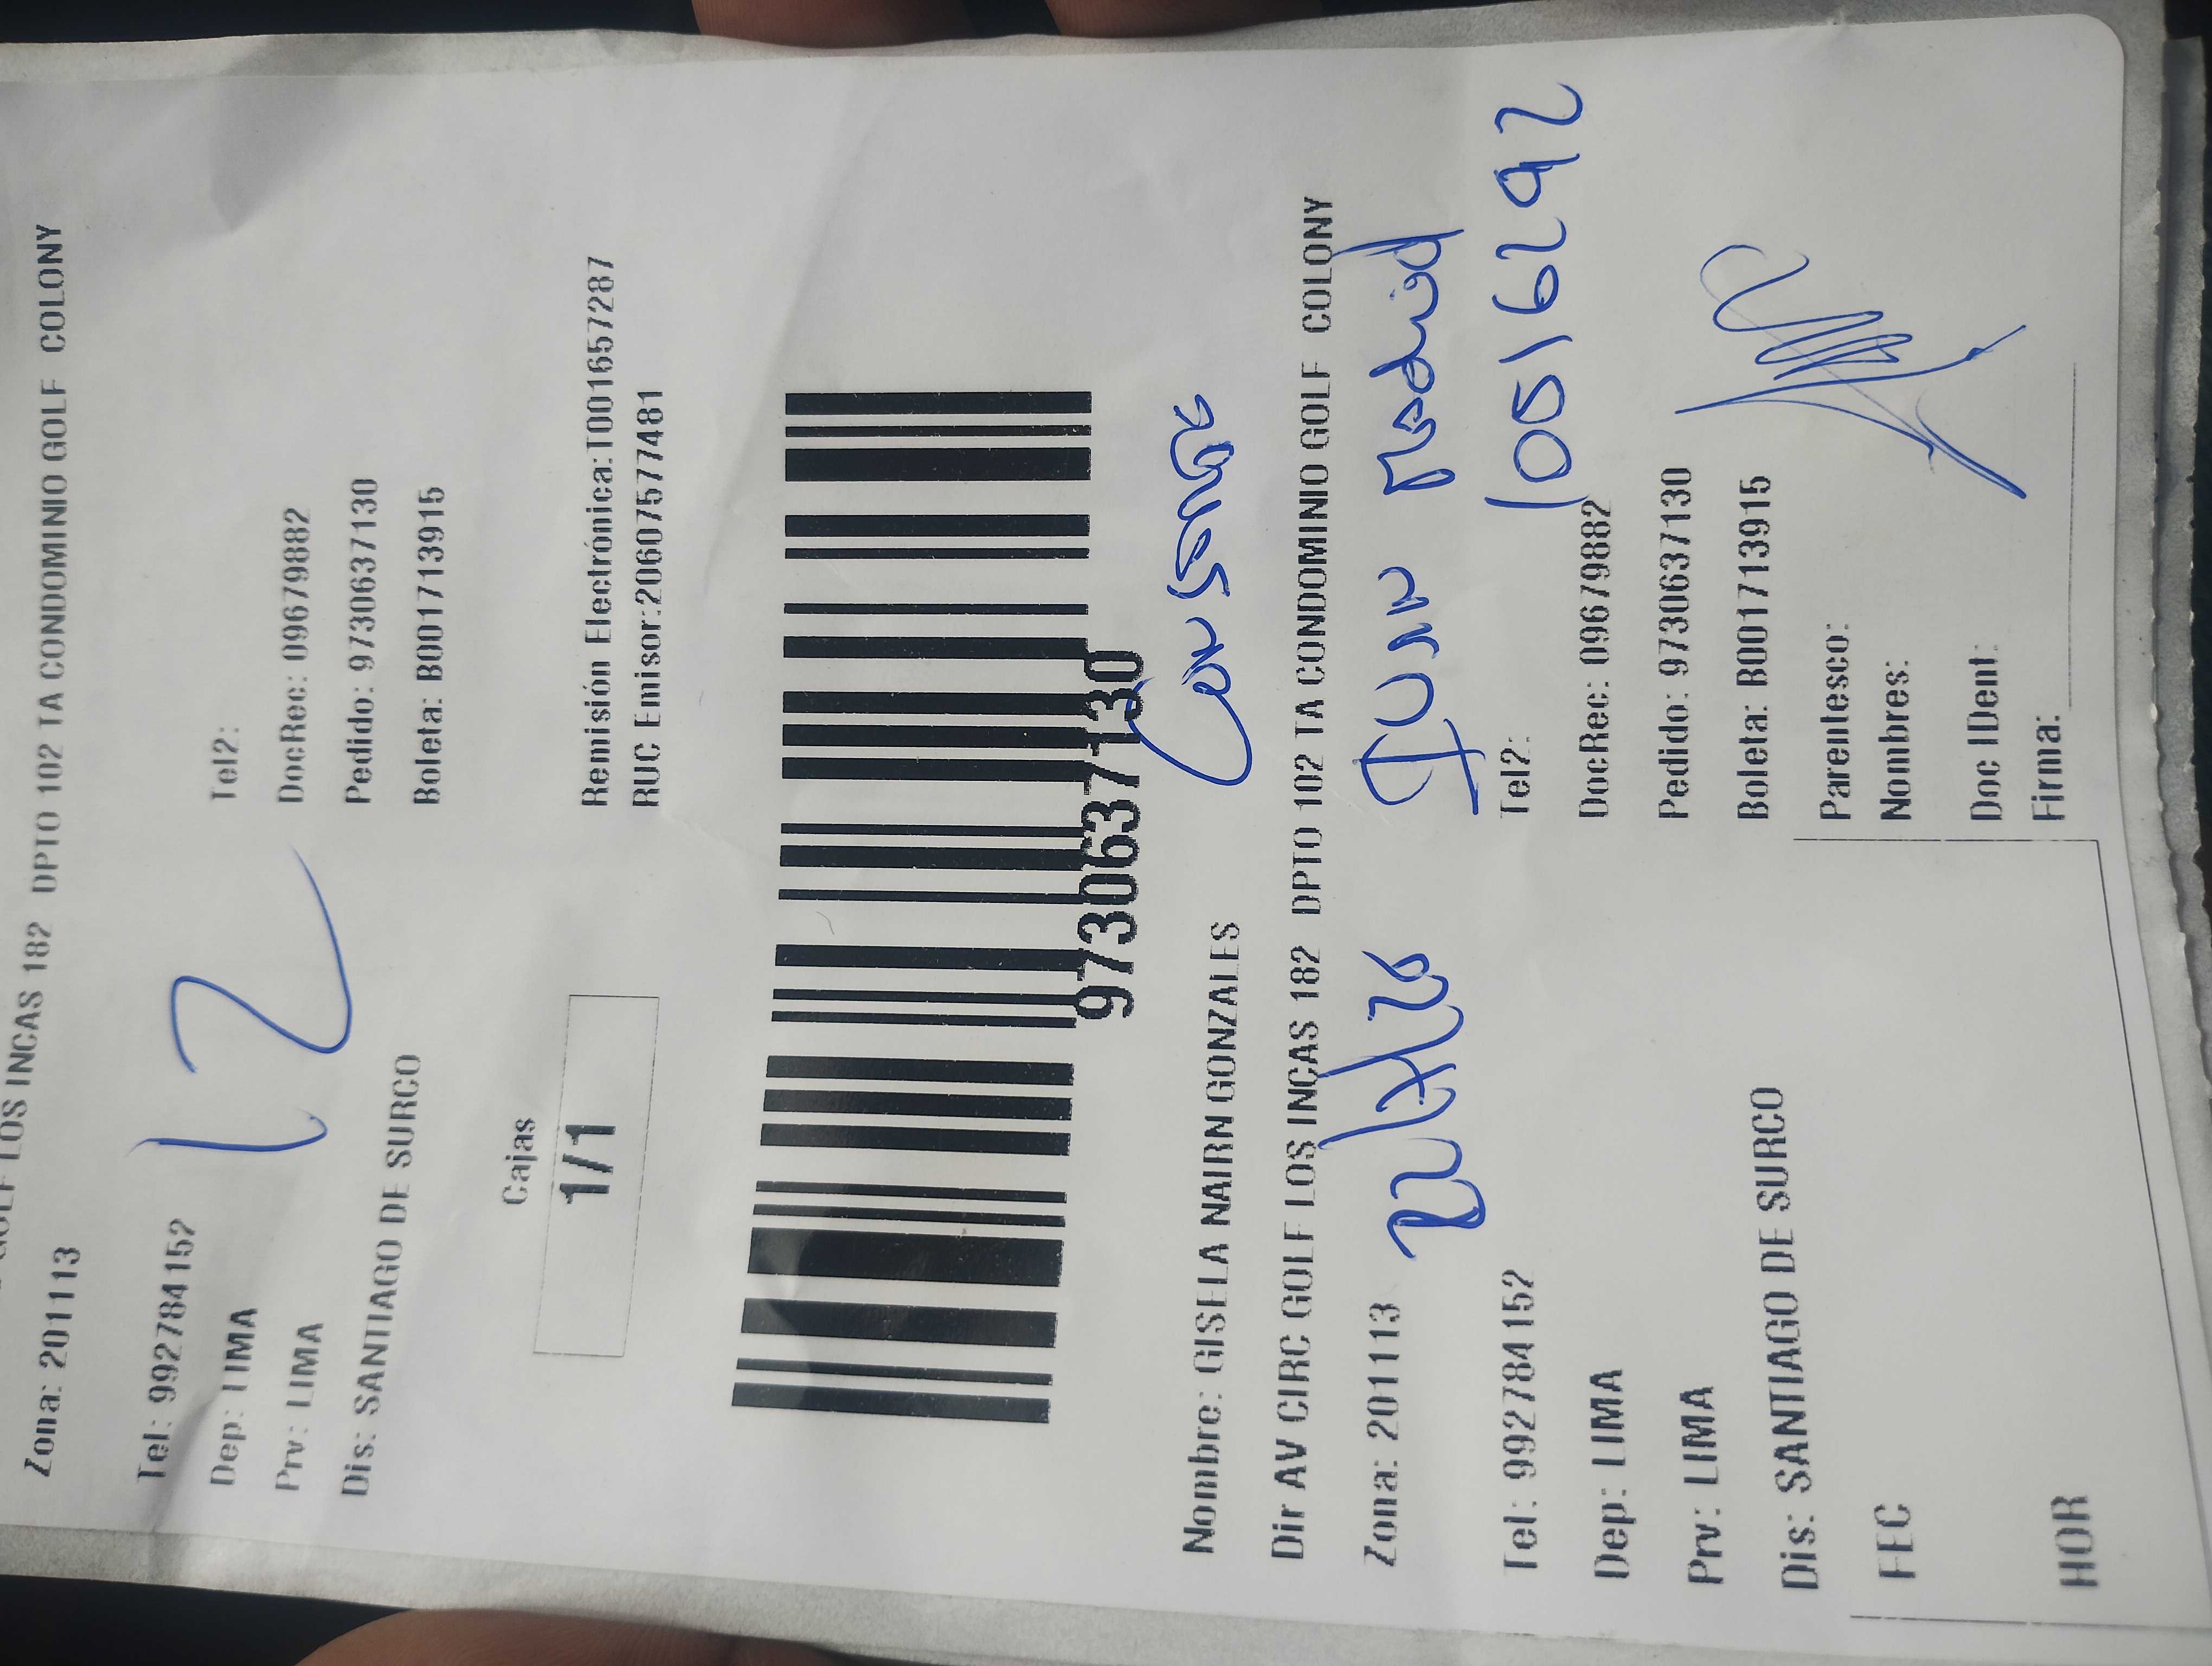 GOLF LOS INCAS 182 DPTO 102 TA CONDOMINIO GOLF COLONY
Zona: 201113
Tel: 992784152
Tel2:
12
Dep: LIMA
DocRec: 09679882
Prv: LIMA
Pedido: 9730637130
Dis: SANTIAGO DE SURCO
Boleta: B001713915
Cajas
1/1
Remisión Electrónica:T001657287
RUC Emisor:20607577481
97306371​30
Conserje
Nombre: GISELA NAIRN GONZALES
Dir AV CIRC GOLF LOS INCAS 182 DPTO 102 TA CONDOMINIO GOLF COLONY
Zona: 201113
Tel: 992784152
Tel2:
10516292
Dep: LIMA
DocRec: 09679882
Prv: LIMA
Pedido: 9730637130
Dis: SANTIAGO DE SURCO
Boleta: B001713915
FEC
Parentesco:
Nombres:
HOR
Doc IDent:
Firma: